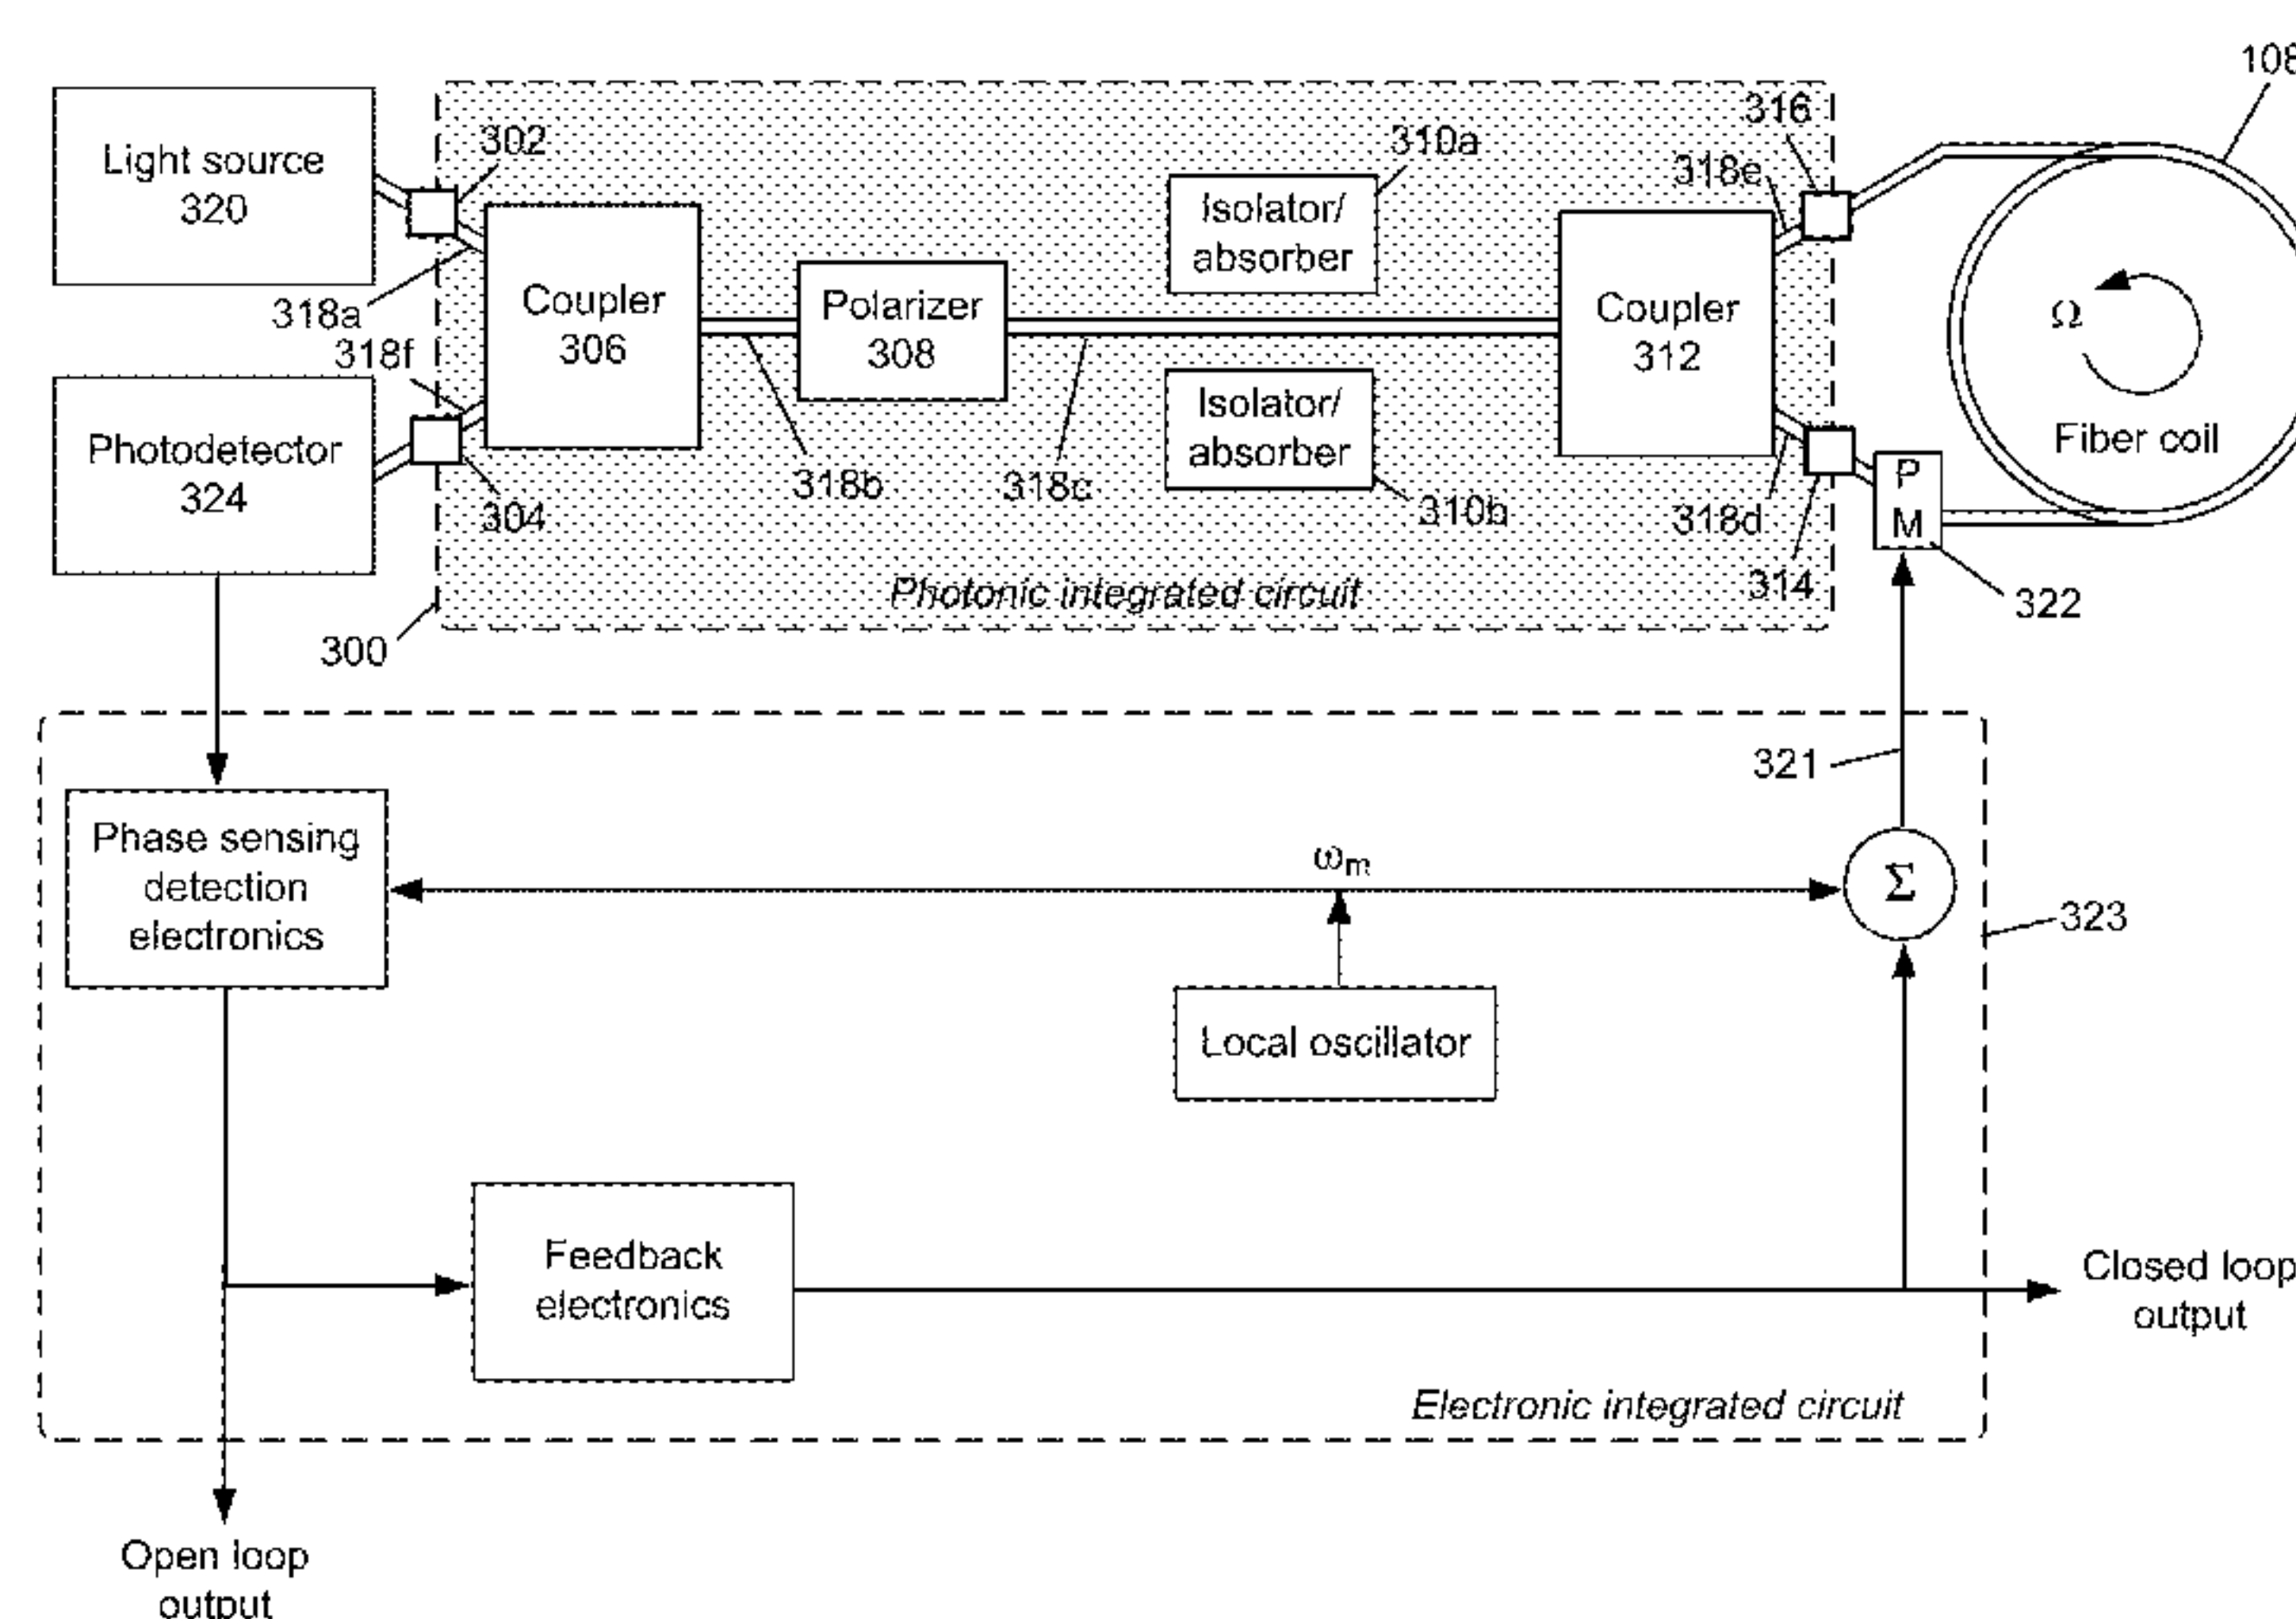 108
316
302
310a
Light source
320
318e
Isolator/
absorber
Coupler
306
Polarizer
308
Coupler
312
Ω
318a
318f
Isolator/
absorber
Fiber coil
Photodetector
324
P
M
318b
318c
304
310b
318d
Photonic integrated circuit
314
322
300
321
Phase sensing
detection
electronics
ωm
Σ
323
Local oscillator
Feedback
electronics
Closed loop
output
Electronic integrated circuit
Open loop
output